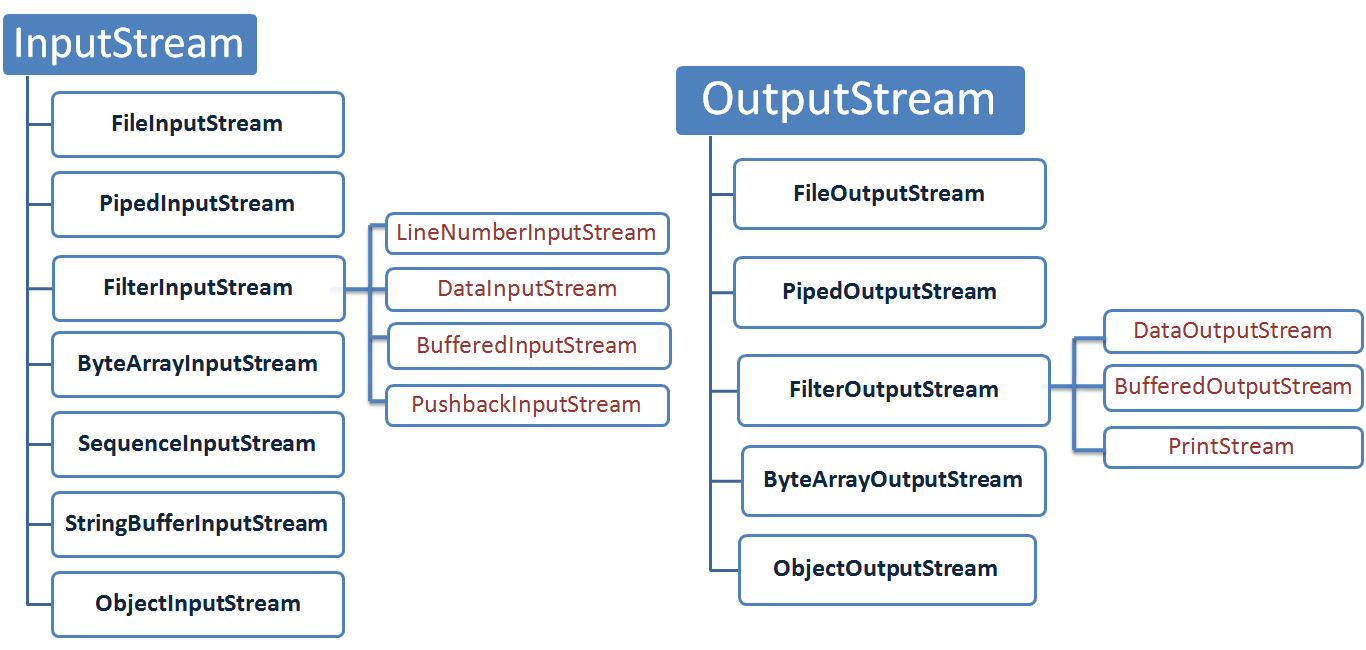 InputStream
FileInputStream
PipedInputStream
FilterInputStream
LineNumberInputStream
DataInputStream
BufferedInputStream
PushbackInputStream
ByteArrayInputStream
SequenceInputStream
StringBufferInputStream
ObjectInputStream
OutputStream
FileOutputStream
PipedOutputStream
FilterOutputStream
DataOutputStream
BufferedOutputStream
PrintStream
ByteArrayOutputStream
ObjectOutputStream